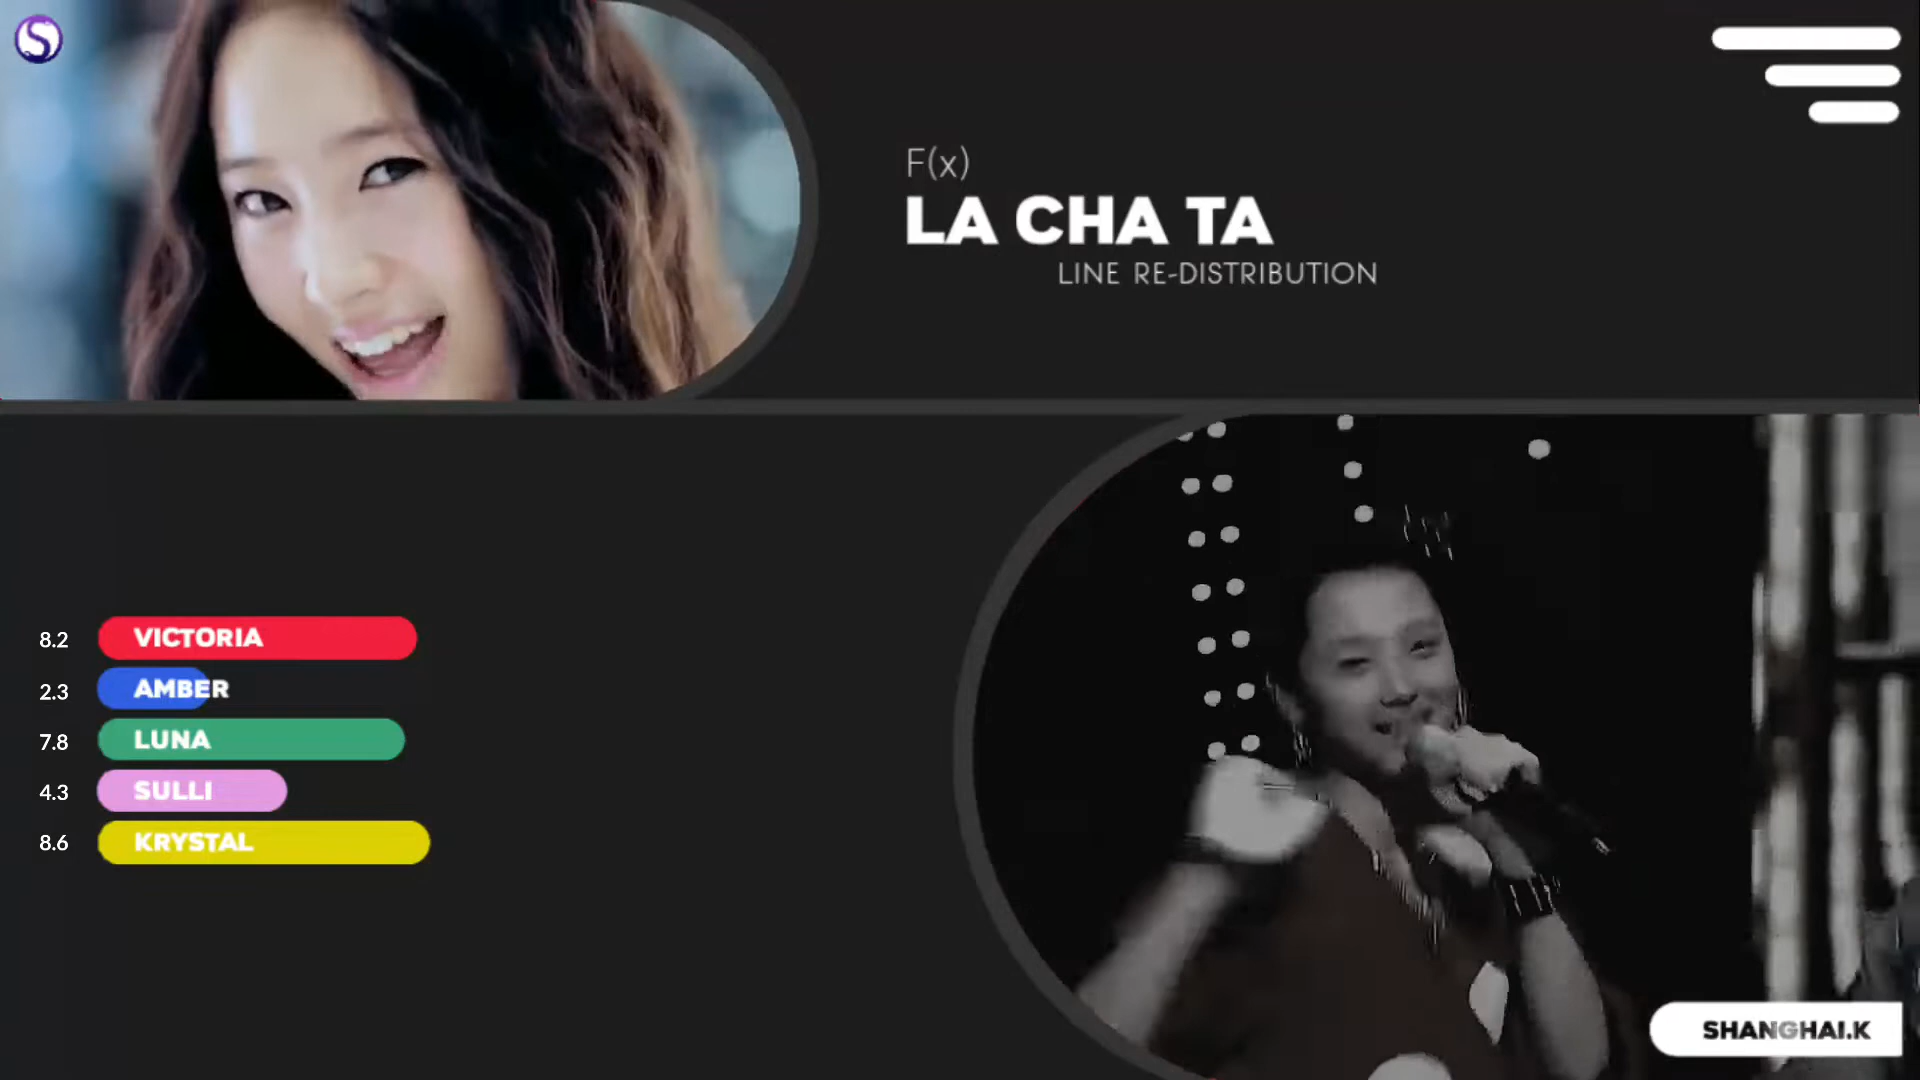 S
F(x)
LA CHA TA
LINE RE-DISTRIBUTION
8.2 VICTORIA
2.3 AMBER
7.8 LUNA
4.3 SULLI
8.6 KRYSTAL
SHANGHAI.K